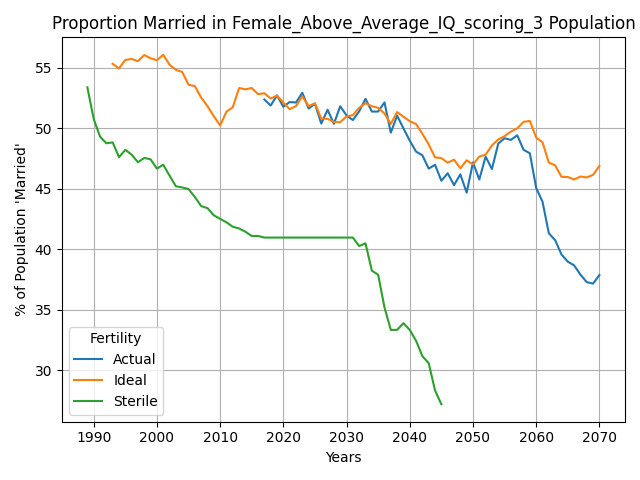 Proportion Married in Female_Above_Average_IQ_scoring_3 Population
% of Population 'Married'
55
50
45
40
35
30
Fertility
Actual
Ideal
Sterile
1990 2000 2010 2020 2030 2040 2050 2060 2070
Years